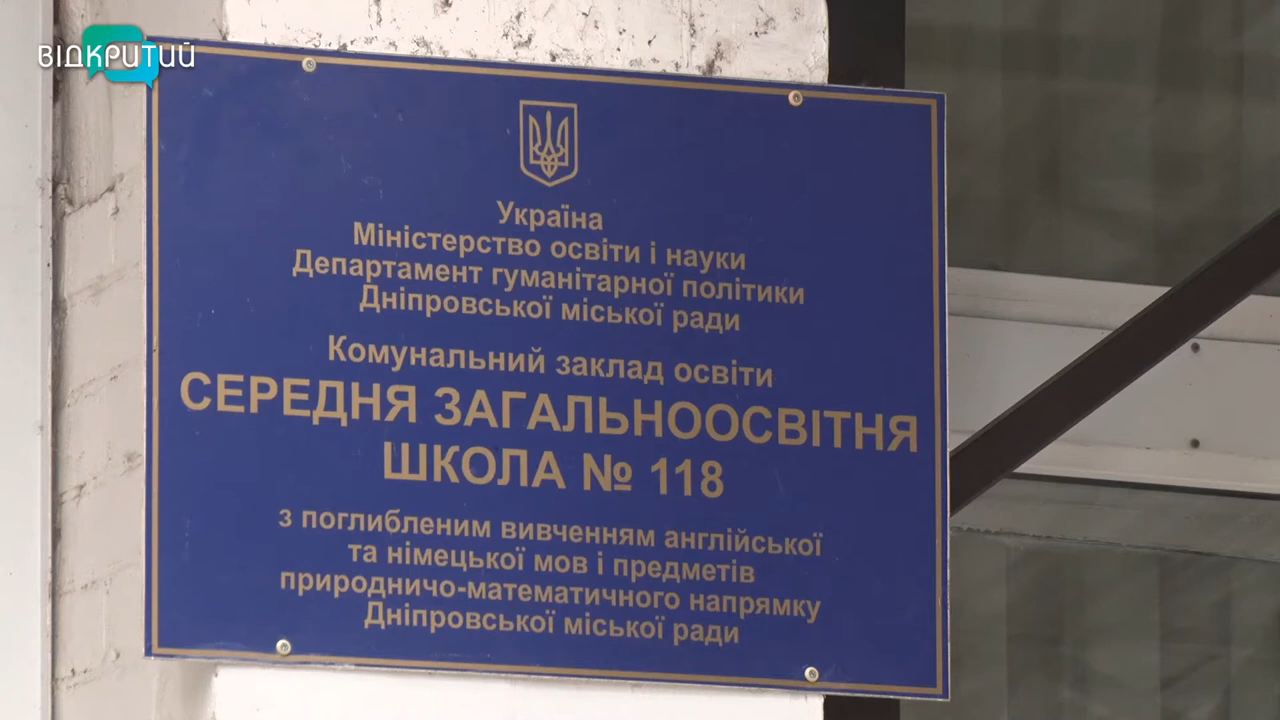 ВІДКРИТИЙ
Україна
Міністерство освіти і науки
Департамент гуманітарної політики
Дніпровської міської ради
Комунальний заклад освіти
СЕРЕДНЯ ЗАГАЛЬНООСВІТНЯ
ШКОЛА № 118
з поглибленим вивченням англійської
та німецької мов і предметів
природничо-математичного напрямку
Дніпровської міської ради